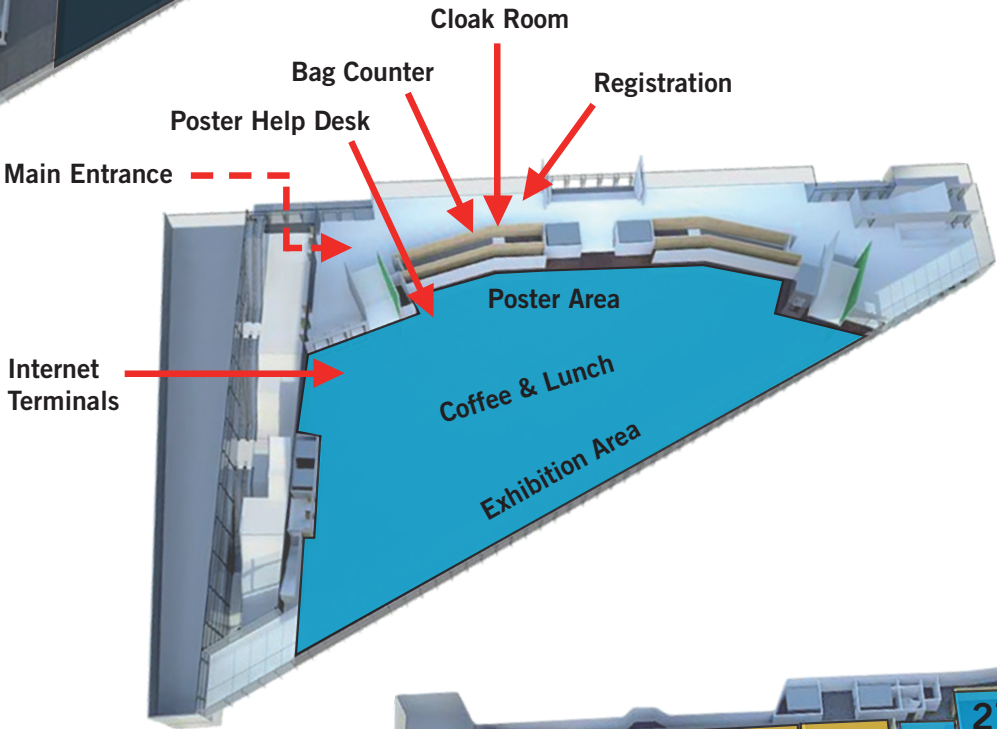 Cloak Room
Bag Counter
Registration
Poster Help Desk
Main Entrance
Poster Area
Internet
Terminals
Coffee & Lunch
Exhibition Area